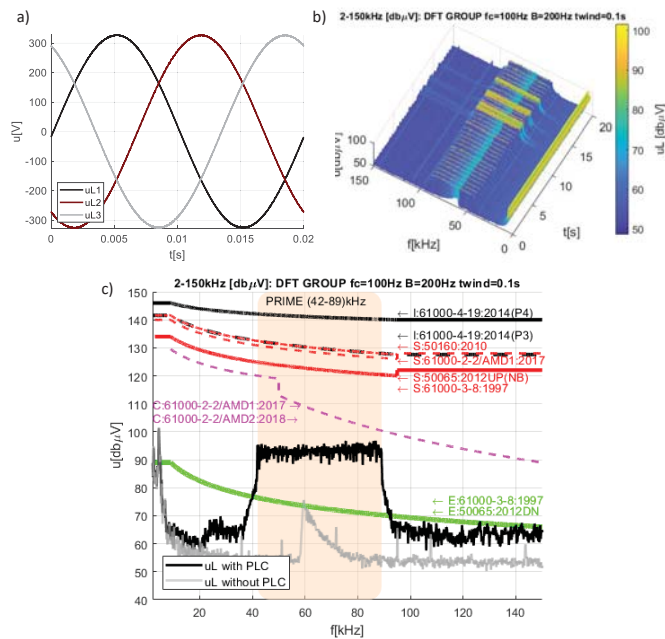 a)
300
200
100
0
-100
-200
-300
u[V]
uL1
uL2
uL3
0
0.005
0.01
0.015
0.02
t[s]
b)
2-150kHz [dbµV]: DFT GROUP fc=100Hz B=200Hz twind=0.1s
u[dbµV]
100
50
150
100
50
0
f[kHz]
0
5
10
15
20
t[s]
100
90
80
70
60
50
uL [dbµV]
c)
2-150kHz [dbµV]: DFT GROUP fc=100Hz B=200Hz twind=0.1s
PRIME (42-89)kHz
150
140
130
120
110
100
90
80
70
60
50
40
u[dbµV]
← I:61000-4-19:2014(P4)
← I:61000-4-19:2014(P3)
← S:50160:2010
← S:61000-2-2/AMD1:2017
← S:50065:2012UP(NB)
← S:61000-3-8:1997
C:61000-2-2/AMD1:2017→
C:61000-2-2/AMD2:2018→
← E:61000-3-8:1997
← E:50065:2012DN
uL with PLC
uL without PLC
20
40
60
80
100
120
140
f[kHz]